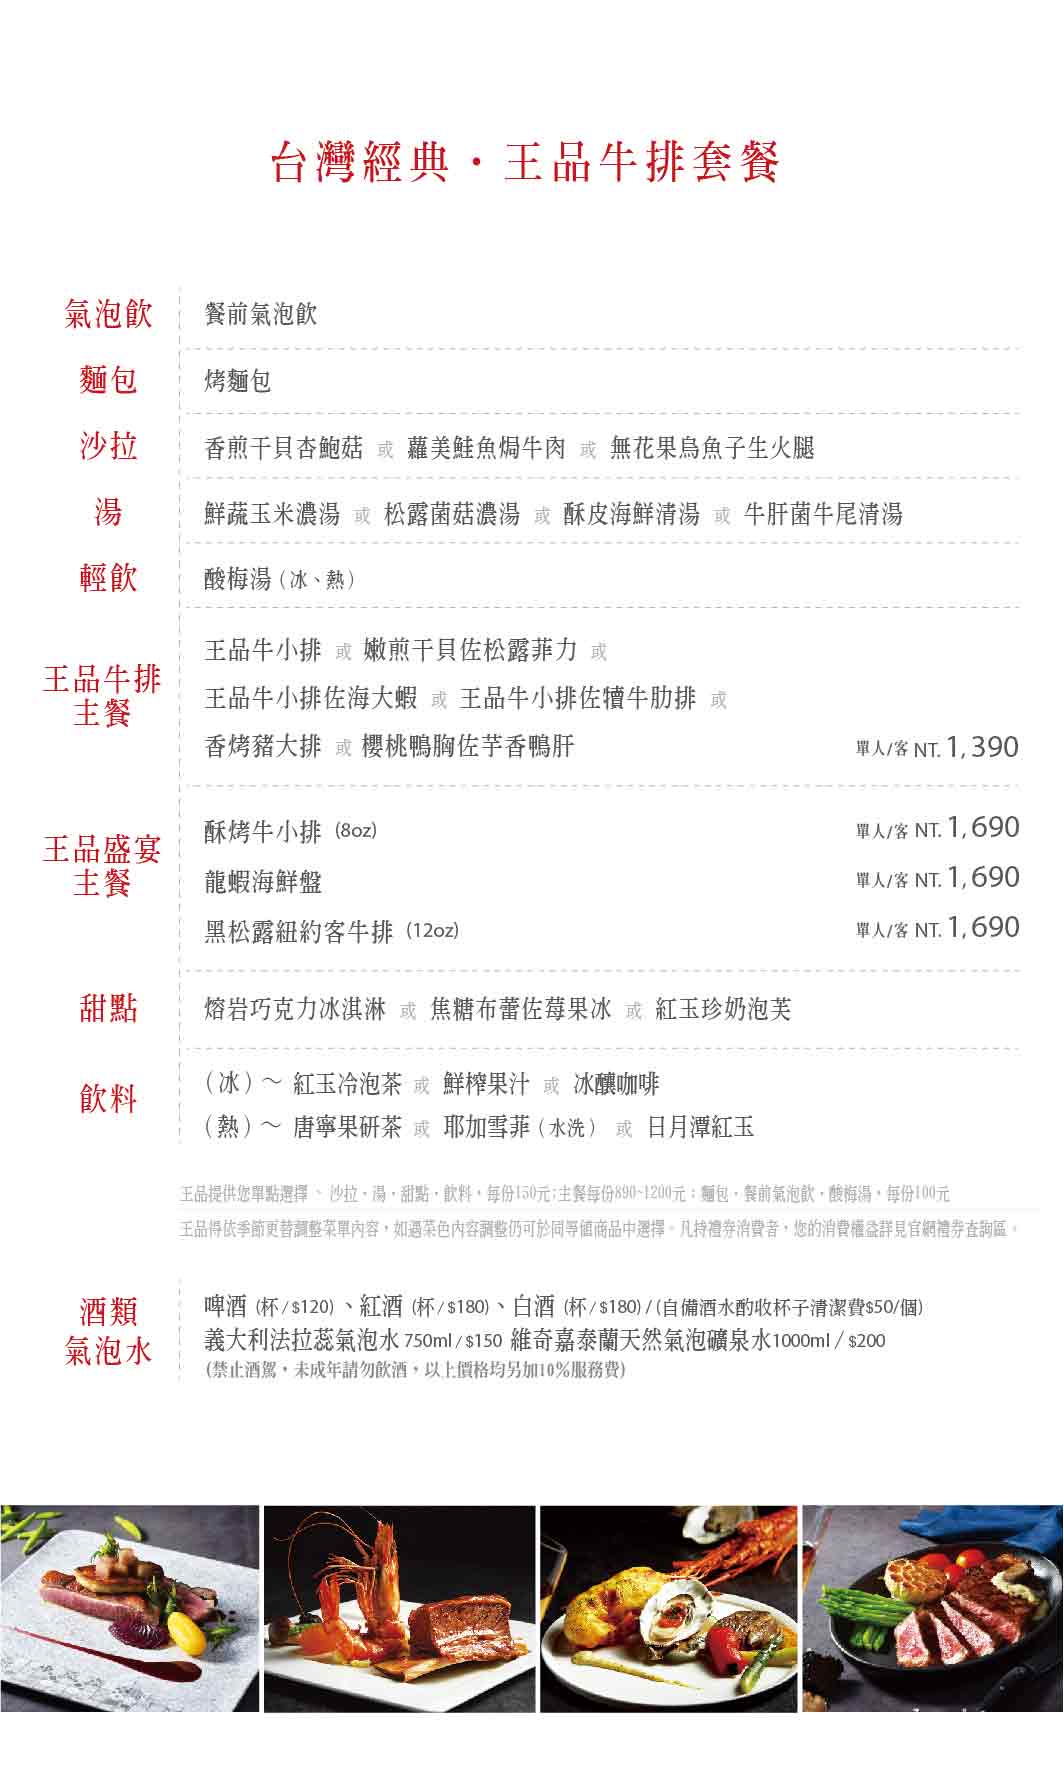 台灣經典・王品牛排套餐
氣泡飲 餐前氣泡飲
麵包 烤麵包
沙拉 香煎干貝杏鮑菇 或 蘿美鮭魚焗牛肉 或 無花果烏魚子生火腿
湯 鮮蔬玉米濃湯 或 松露菌菇濃湯 或 酥皮海鮮清湯 或 牛肝菌牛尾清湯
輕飲 酸梅湯(冰、熱)
王品牛排
主餐
王品牛小排 或 嫩煎干貝佐松露菲力 或
王品牛小排佐海大蝦 或 王品牛小排佐犢牛肋排 或
香烤豬大排 或 櫻桃鴨胸佐芋香鴨肝 單人/客 NT. 1,390
王品盛宴
主餐
酥烤牛小排 (8oz) 單人/客 NT. 1,690
龍蝦海鮮盤 單人/客 NT. 1,690
黑松露紐約客牛排 (12oz) 單人/客 NT. 1,690
甜點 熔岩巧克力冰淇淋 或 焦糖布蕾佐莓果冰 或 紅玉珍奶泡芙
飲料
(冰)～ 紅玉冷泡茶 或 鮮榨果汁 或 冰釀咖啡
(熱)～ 唐寧果研茶 或 耶加雪菲(水洗) 或 日月潭紅玉
王品提供您單點選擇 、 沙拉・湯・甜點・飲料，每份150元;主餐每份890~1200元；麵包・餐前氣泡飲・酸梅湯，每份100元
王品得依季節更替調整菜單內容，如遇菜色內容調整仍可於同等值商品中選擇。凡持禮券消費者，您的消費權益詳見官網禮券查詢區。
酒類
氣泡水
啤酒 (杯/$120)、紅酒 (杯/$180)、白酒 (杯/$180)/(自備酒水酌收杯子清潔費$50/個)
義大利法拉蕊氣泡水 750ml/$150 維奇嘉泰蘭天然氣泡礦泉水1000ml/$200
(禁止酒駕，未成年請勿飲酒，以上價格均另加10%服務費)